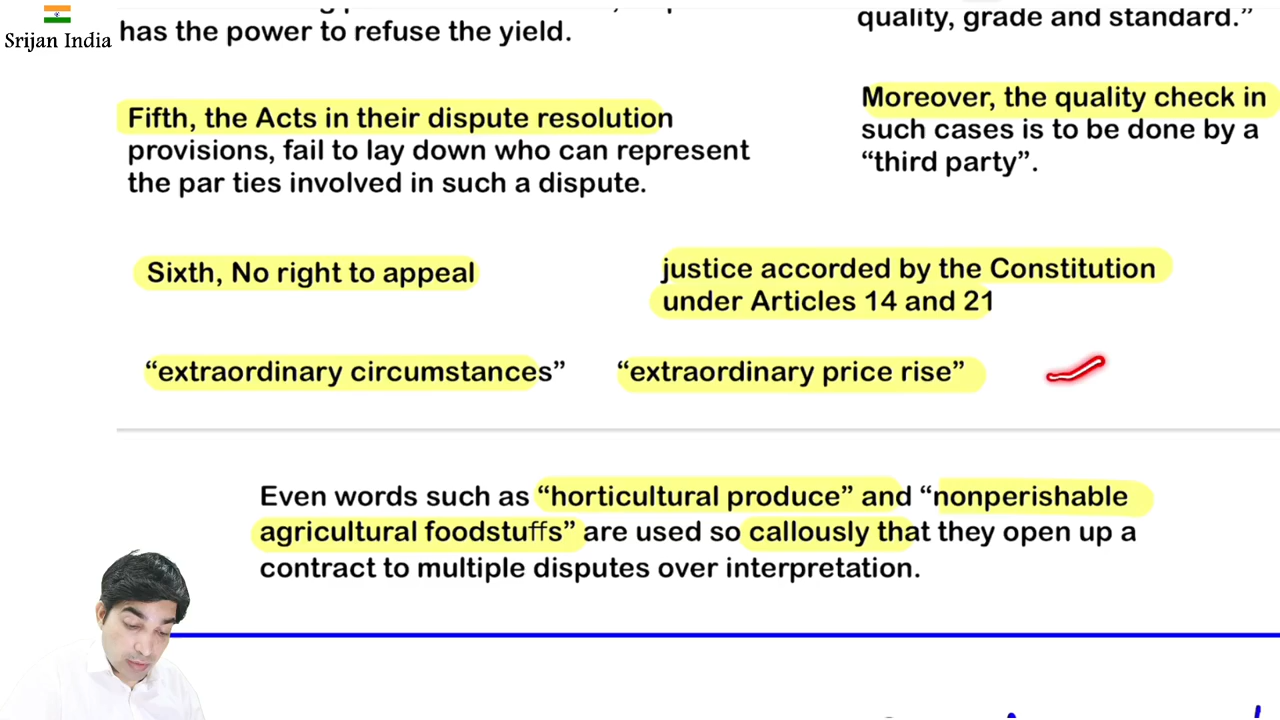 Srijan India
has the power to refuse the yield.
quality, grade and standard.”
Fifth, the Acts in their dispute resolution
provisions, fail to lay down who can represent
the par ties involved in such a dispute.
Moreover, the quality check in
such cases is to be done by a
“third party”.
Sixth, No right to appeal
justice accorded by the Constitution
under Articles 14 and 21
“extraordinary circumstances”
“extraordinary price rise”
Even words such as “horticultural produce” and “nonperishable
agricultural foodstuffs” are used so callously that they open up a
contract to multiple disputes over interpretation.